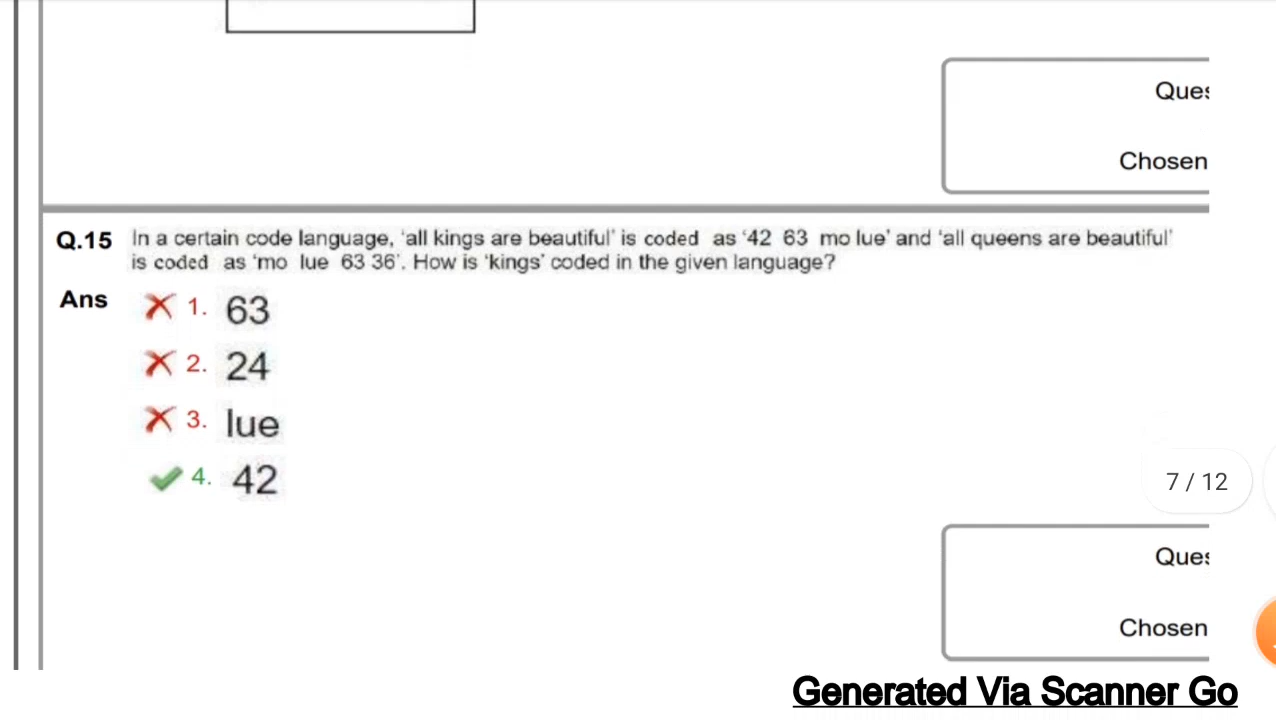 Ques
Chosen
Q.15 In a certain code language, ‘all kings are beautiful’ is coded as ‘42 63 mo lue’ and ‘all queens are beautiful’
is coded as ‘mo lue 63 36’. How is ‘kings’ coded in the given language?
Ans
1. 63
2. 24
3. lue
4. 42
7 / 12
Ques
Chosen
Generated Via Scanner Go